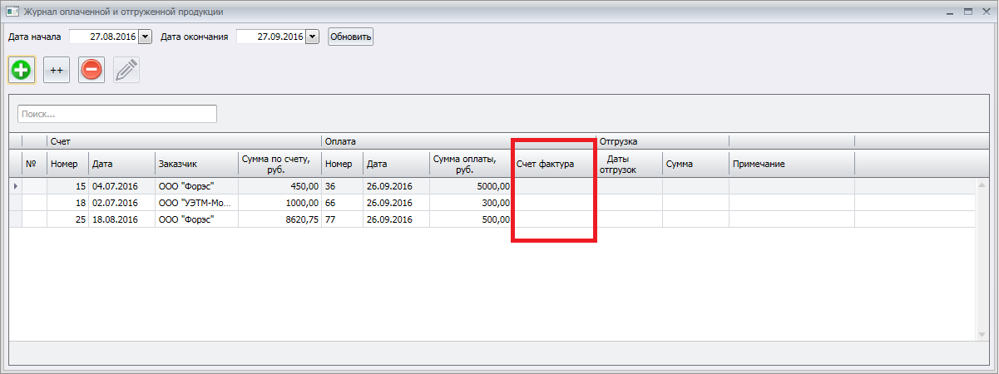 Журнал оплаченной и отгруженной продукции
Дата начала 27.08.2016 Дата окончания 27.09.2016 Обновить
++
Поиск...
Счет Оплата Отгрузка
№ Номер Дата Заказчик Сумма по счету, руб. Номер Дата Сумма оплаты, руб. Счет фактура Даты отгрузок Сумма Примечание
15 04.07.2016 ООО "Форэс" 450,00 36 26.09.2016 5000,00
18 02.07.2016 ООО "УЭТМ-Мо... 1000,00 66 26.09.2016 300,00
25 18.08.2016 ООО "Форэс" 8620,75 77 26.09.2016 500,00